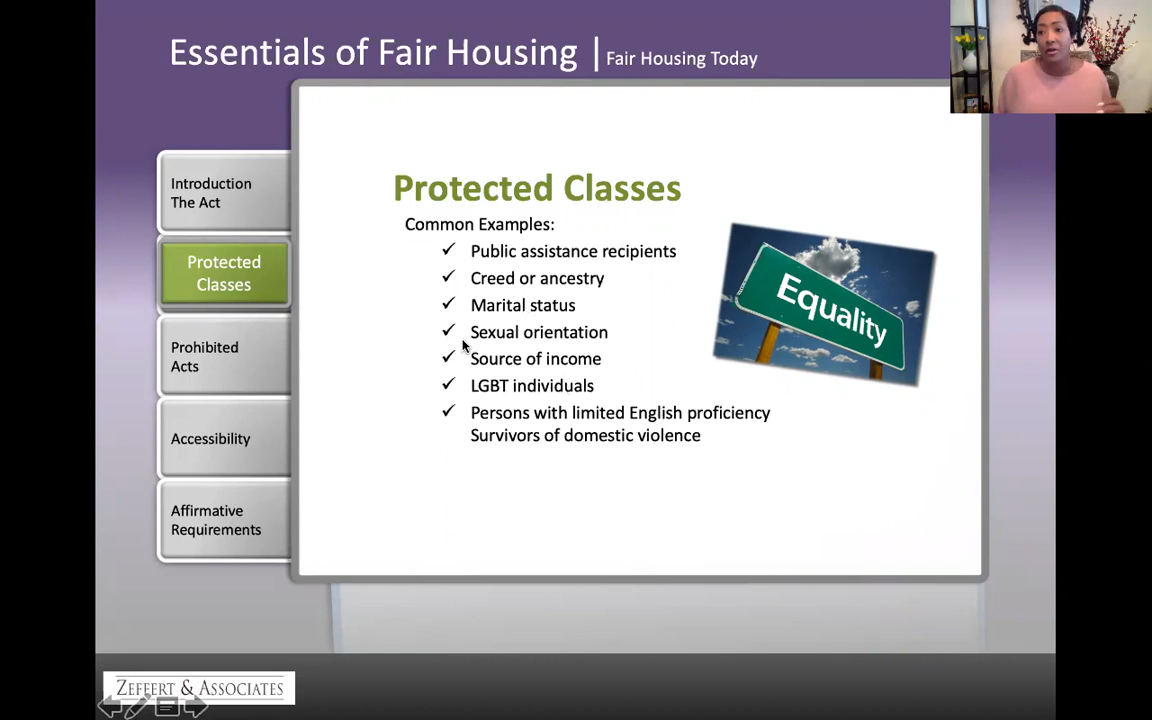 Essentials of Fair Housing | Fair Housing Today
Introduction
The Act
Protected
Classes
Prohibited
Acts
Accessibility
Affirmative
Requirements
Protected Classes
Common Examples:
✓ Public assistance recipients
✓ Creed or ancestry
✓ Marital status
✓ Sexual orientation
✓ Source of income
✓ LGBT individuals
✓ Persons with limited English proficiency
Survivors of domestic violence
Equality
ZEFFERT & ASSOCIATES